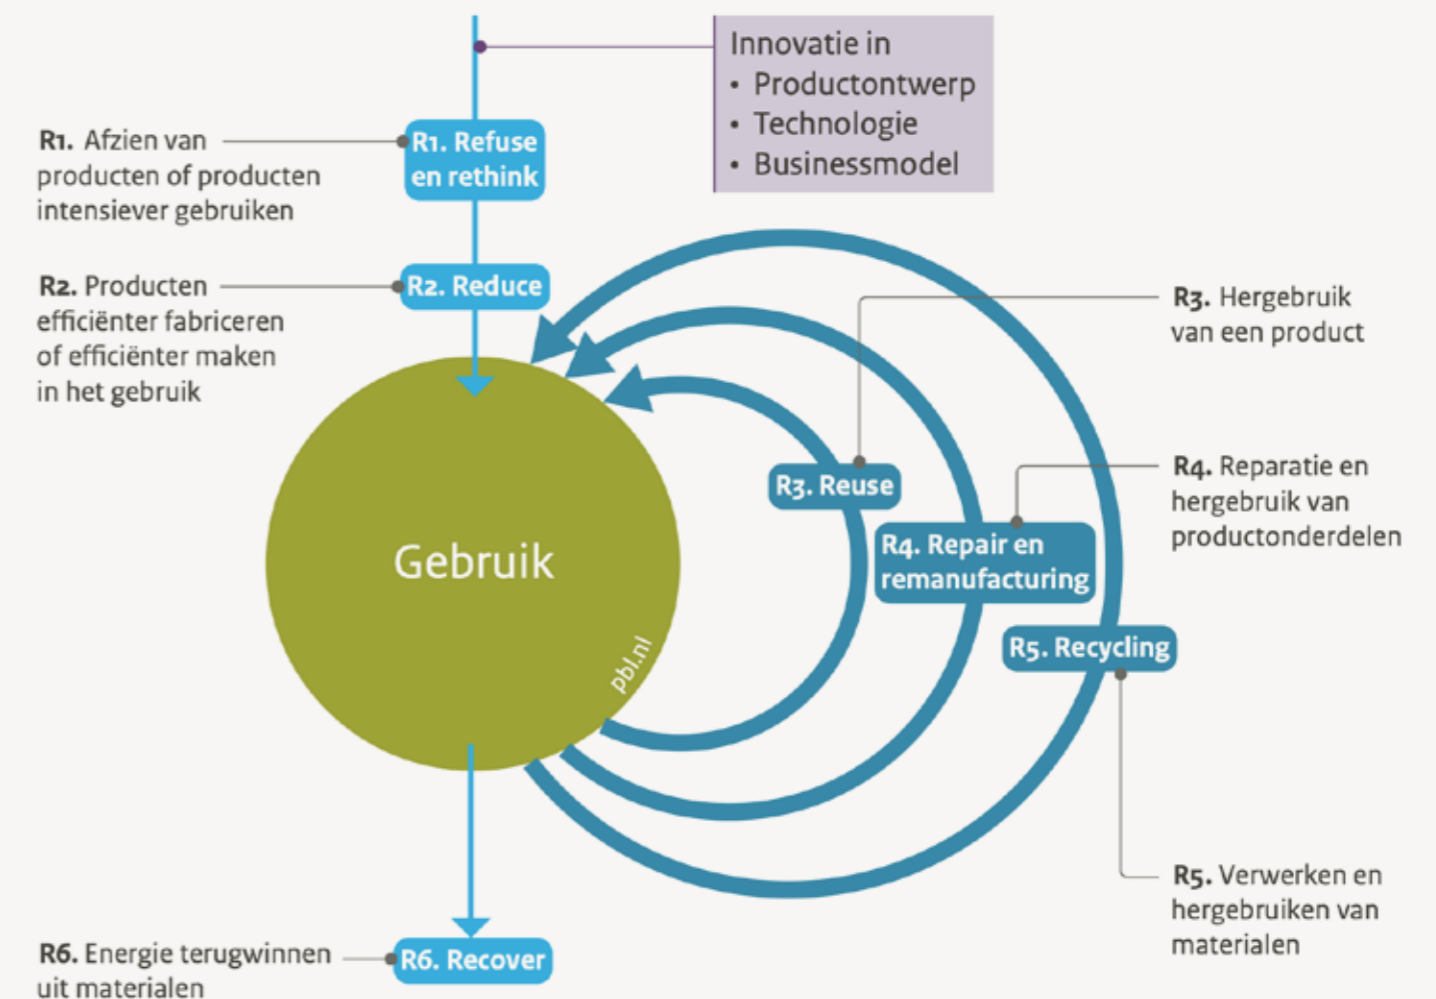 Innovatie in
• Productontwerp
• Technologie
• Businessmodel
R1. Afzien van
producten of producten
intensiever gebruiken
R1. Refuse
en rethink
R2. Producten
efficiënter fabriceren
of efficiënter maken
in het gebruik
R2. Reduce
R3. Hergebruik
van een product
R3. Reuse
R4. Reparatie en
hergebruik van
productonderdelen
R4. Repair en
remanufacturing
Gebruik
pbl.nl
R5. Recycling
R5. Verwerken en
hergebruiken van
materialen
R6. Energie terugwinnen
uit materialen
R6. Recover